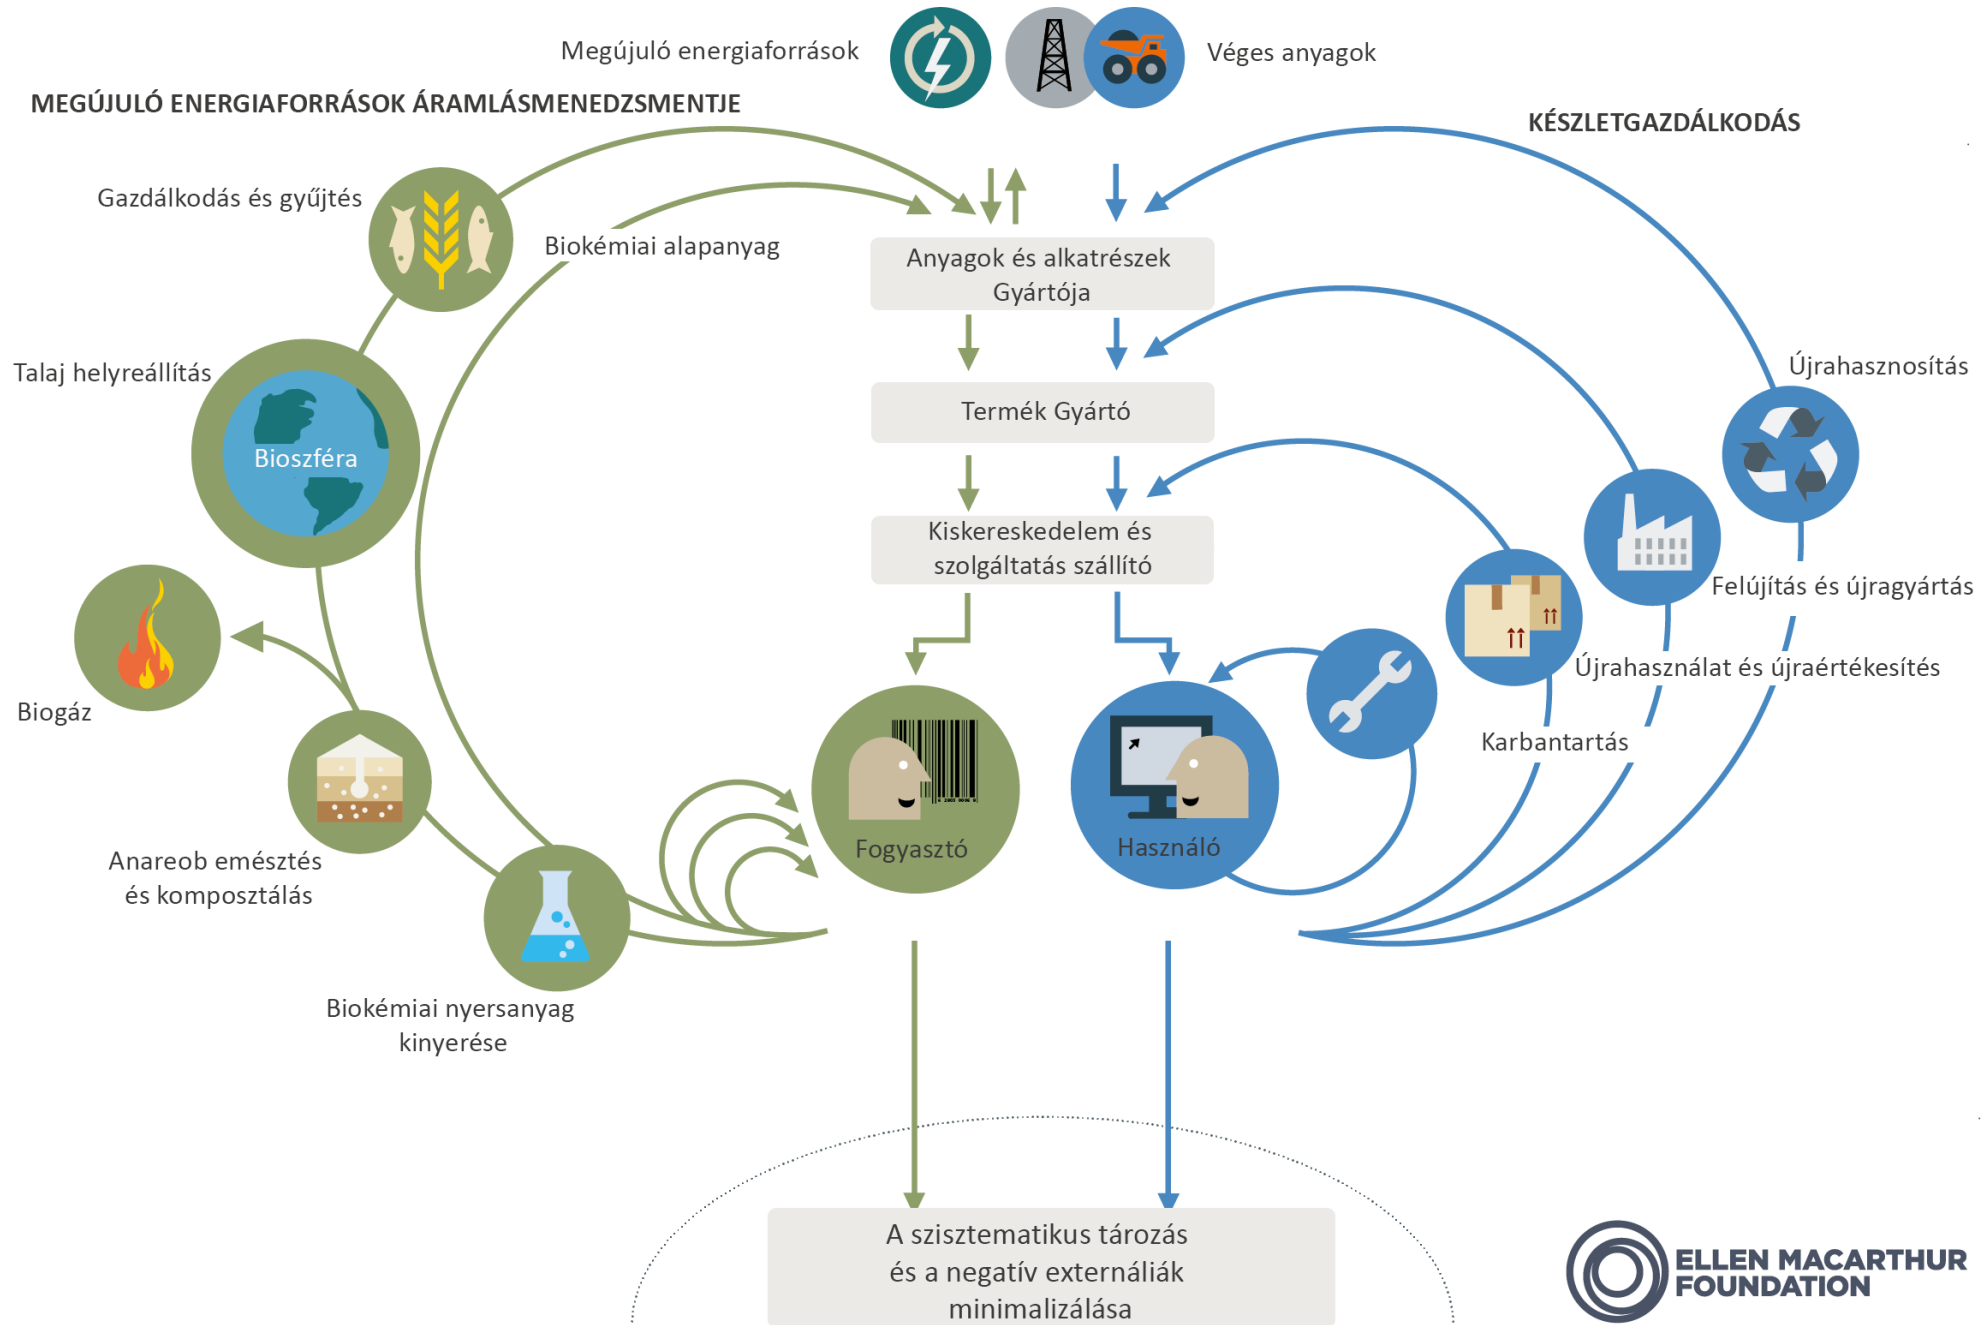 Megújuló energiaforrások
Véges anyagok
MEGÚJULÓ ENERGIAFORRÁSOK ÁRAMLÁSMENEDZSMENTJE
KÉSZLETGAZDÁLKODÁS
Gazdálkodás és gyűjtés
Biokémiai alapanyag
Anyagok és alkatrészek
Gyártója
Talaj helyreállítás
Újrahasznosítás
Termék Gyártó
Bioszféra
Kiskereskedelem és
szolgáltatás szállító
Felújítás és újragyártás
Újrahasználat és újraértékesítés
Biogáz
Karbantartás
Fogyasztó
Használó
Anareob emésztés
és komposztálás
Biokémiai nyersanyag
kinyerése
A szisztematikus tározás
és a negatív externáliák
minimalizálása
ELLEN MACARTHUR
FOUNDATION